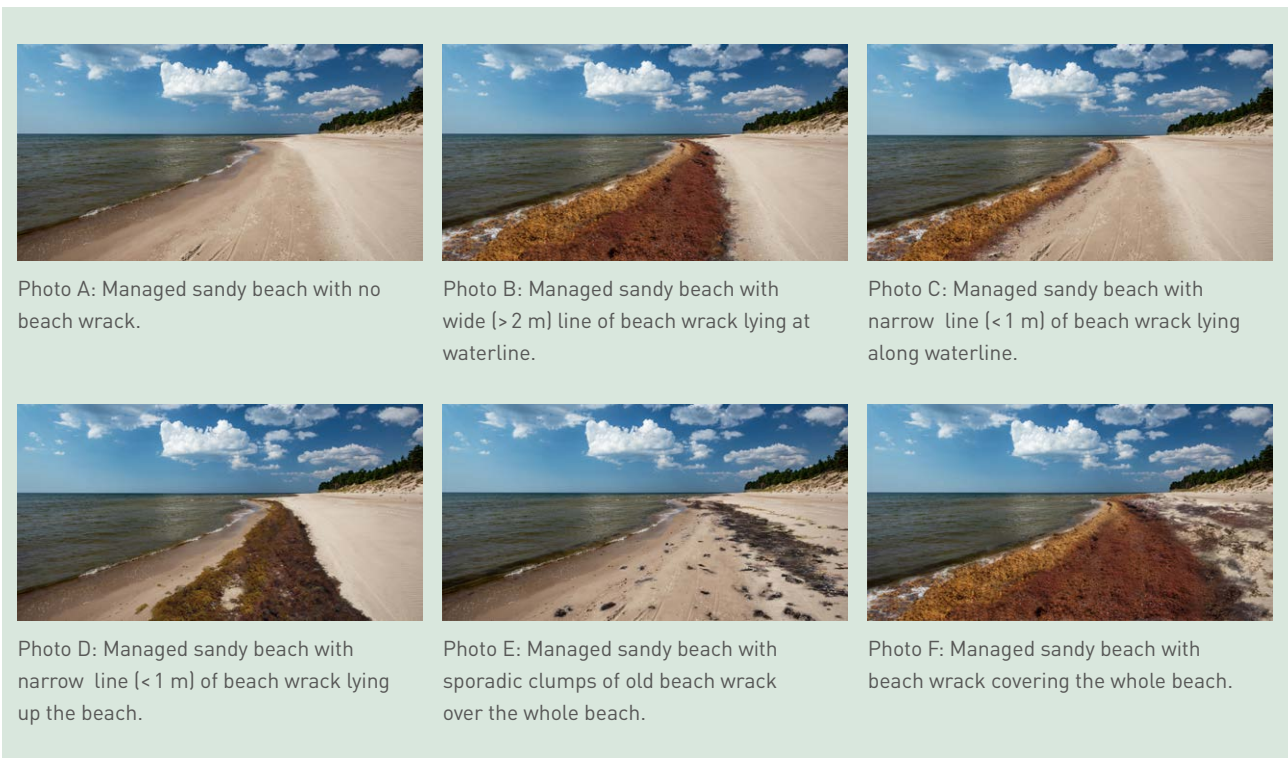 Photo A: Managed sandy beach with no
beach wrack.
Photo B: Managed sandy beach with
wide (> 2 m) line of beach wrack lying at
waterline.
Photo C: Managed sandy beach with
narrow line (< 1 m) of beach wrack lying
along waterline.
Photo D: Managed sandy beach with
narrow line (< 1 m) of beach wrack lying
up the beach.
Photo E: Managed sandy beach with
sporadic clumps of old beach wrack
over the whole beach.
Photo F: Managed sandy beach with
beach wrack covering the whole beach.